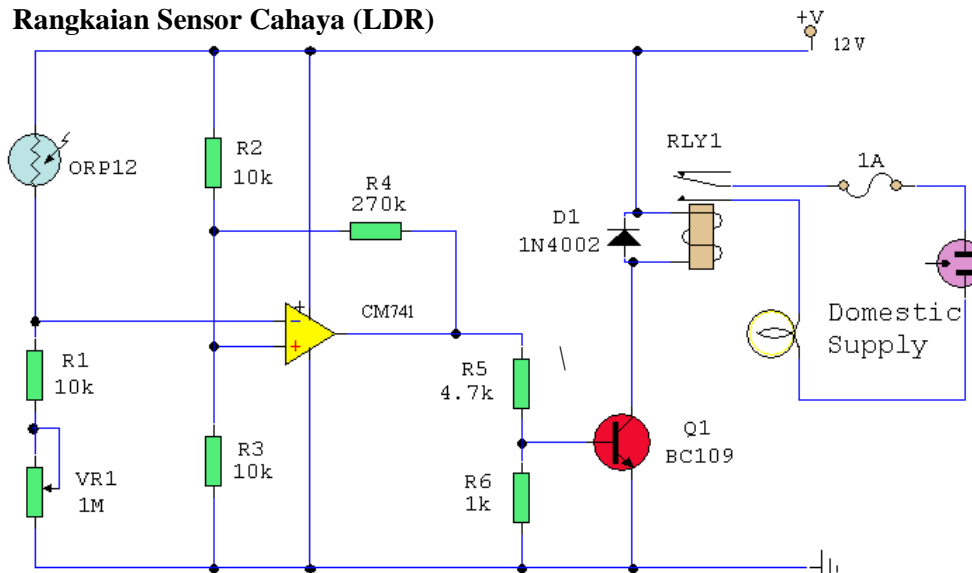 Rangkaian Sensor Cahaya (LDR)
+V
12V
ORP12
R2
10k
R4
270k
RLY1
1A
D1
1N4002
+
CM741
−
+
Domestic
Supply
R1
10k
R5
4.7k
R3
10k
Q1
BC109
VR1
1M
R6
1k